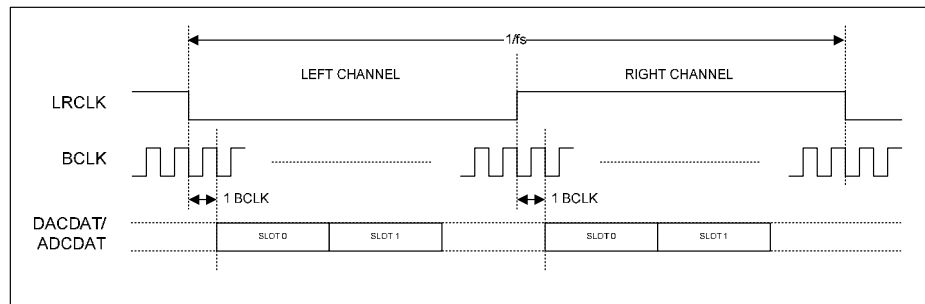 1/fs
LEFT CHANNEL RIGHT CHANNEL
LRCLK
BCLK
1 BCLK 1 BCLK
DACDAT/
ADCDAT
SLOT 0 SLOT 1 SLOT 0 SLOT 1